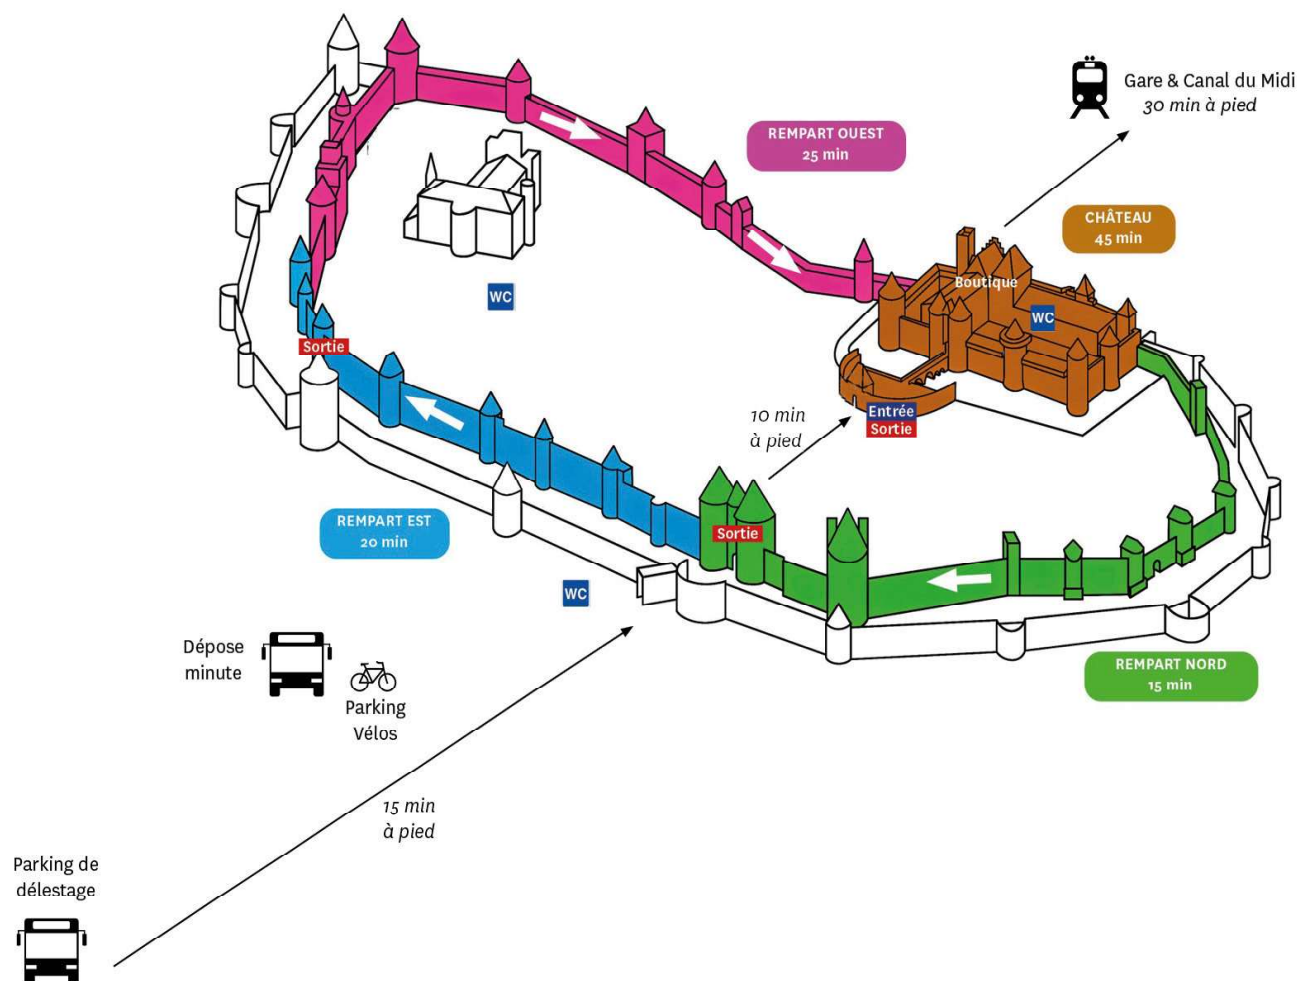 Gare & Canal du Midi
30 min à pied
REMPART OUEST
25 min
CHÂTEAU
45 min
Boutique
WC
WC
Sortie
Entrée
Sortie
10 min
à pied
REMPART EST
20 min
Sortie
WC
REMPART NORD
15 min
Dépose
minute
Parking
Vélos
15 min
à pied
Parking de
délestage